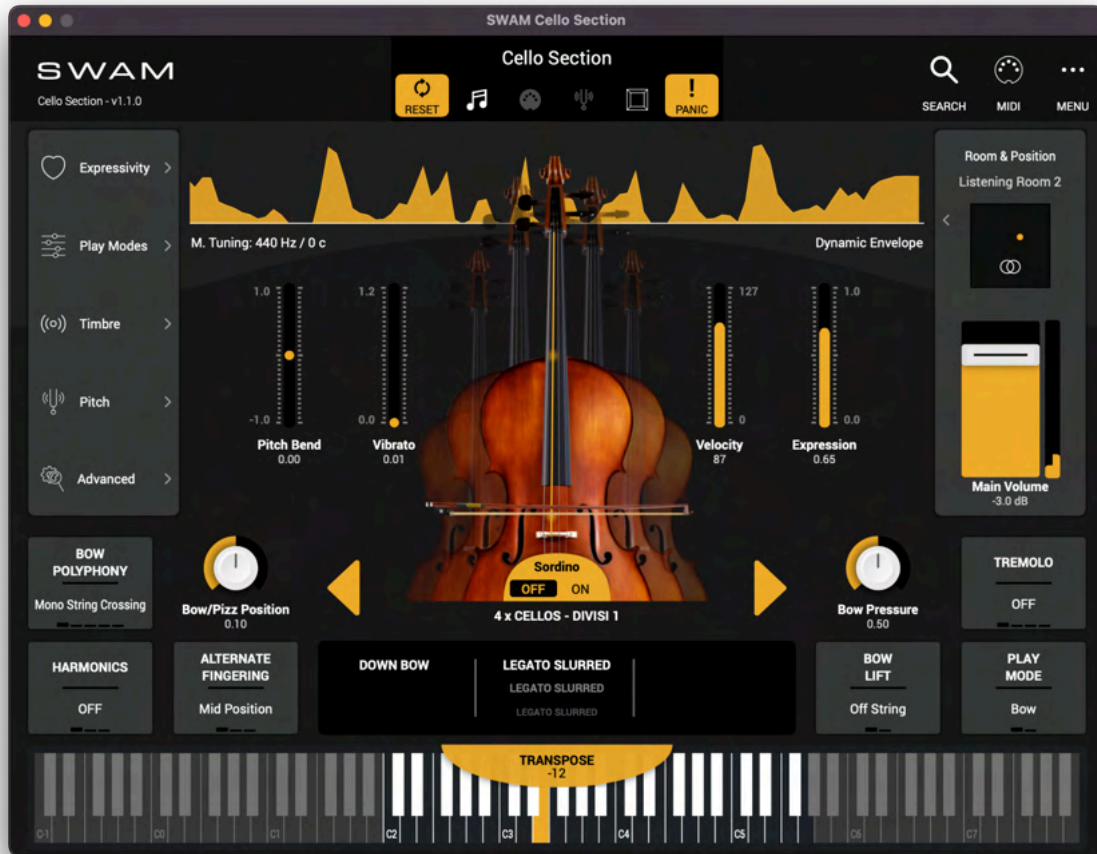 SWAM Cello Section
SWAM
Cello Section - v1.1.0
Cello Section
RESET
!
PANIC
SEARCH
MIDI
MENU
Expressivity
Play Modes
Timbre
Pitch
Advanced
M. Tuning: 440 Hz / 0 c
Dynamic Envelope
1.0
-1.0
Pitch Bend
0.00
1.2
0.0
Vibrato
0.01
127
0
Velocity
87
1.0
0.0
Expression
0.65
Room & Position
Listening Room 2
Main Volume
-3.0 dB
BOW
POLYPHONY
Mono String Crossing
Bow/Pizz Position
0.10
Sordino
OFF ON
4 x CELLOS - DIVISI 1
Bow Pressure
0.50
TREMOLO
OFF
HARMONICS
OFF
ALTERNATE
FINGERING
Mid Position
DOWN BOW
LEGATO SLURRED
LEGATO SLURRED
LEGATO SLURRED
BOW
LIFT
Off String
PLAY
MODE
Bow
TRANSPOSE
-12
C-1 C0 C1 C2 C3 C4 C5 C6 C7